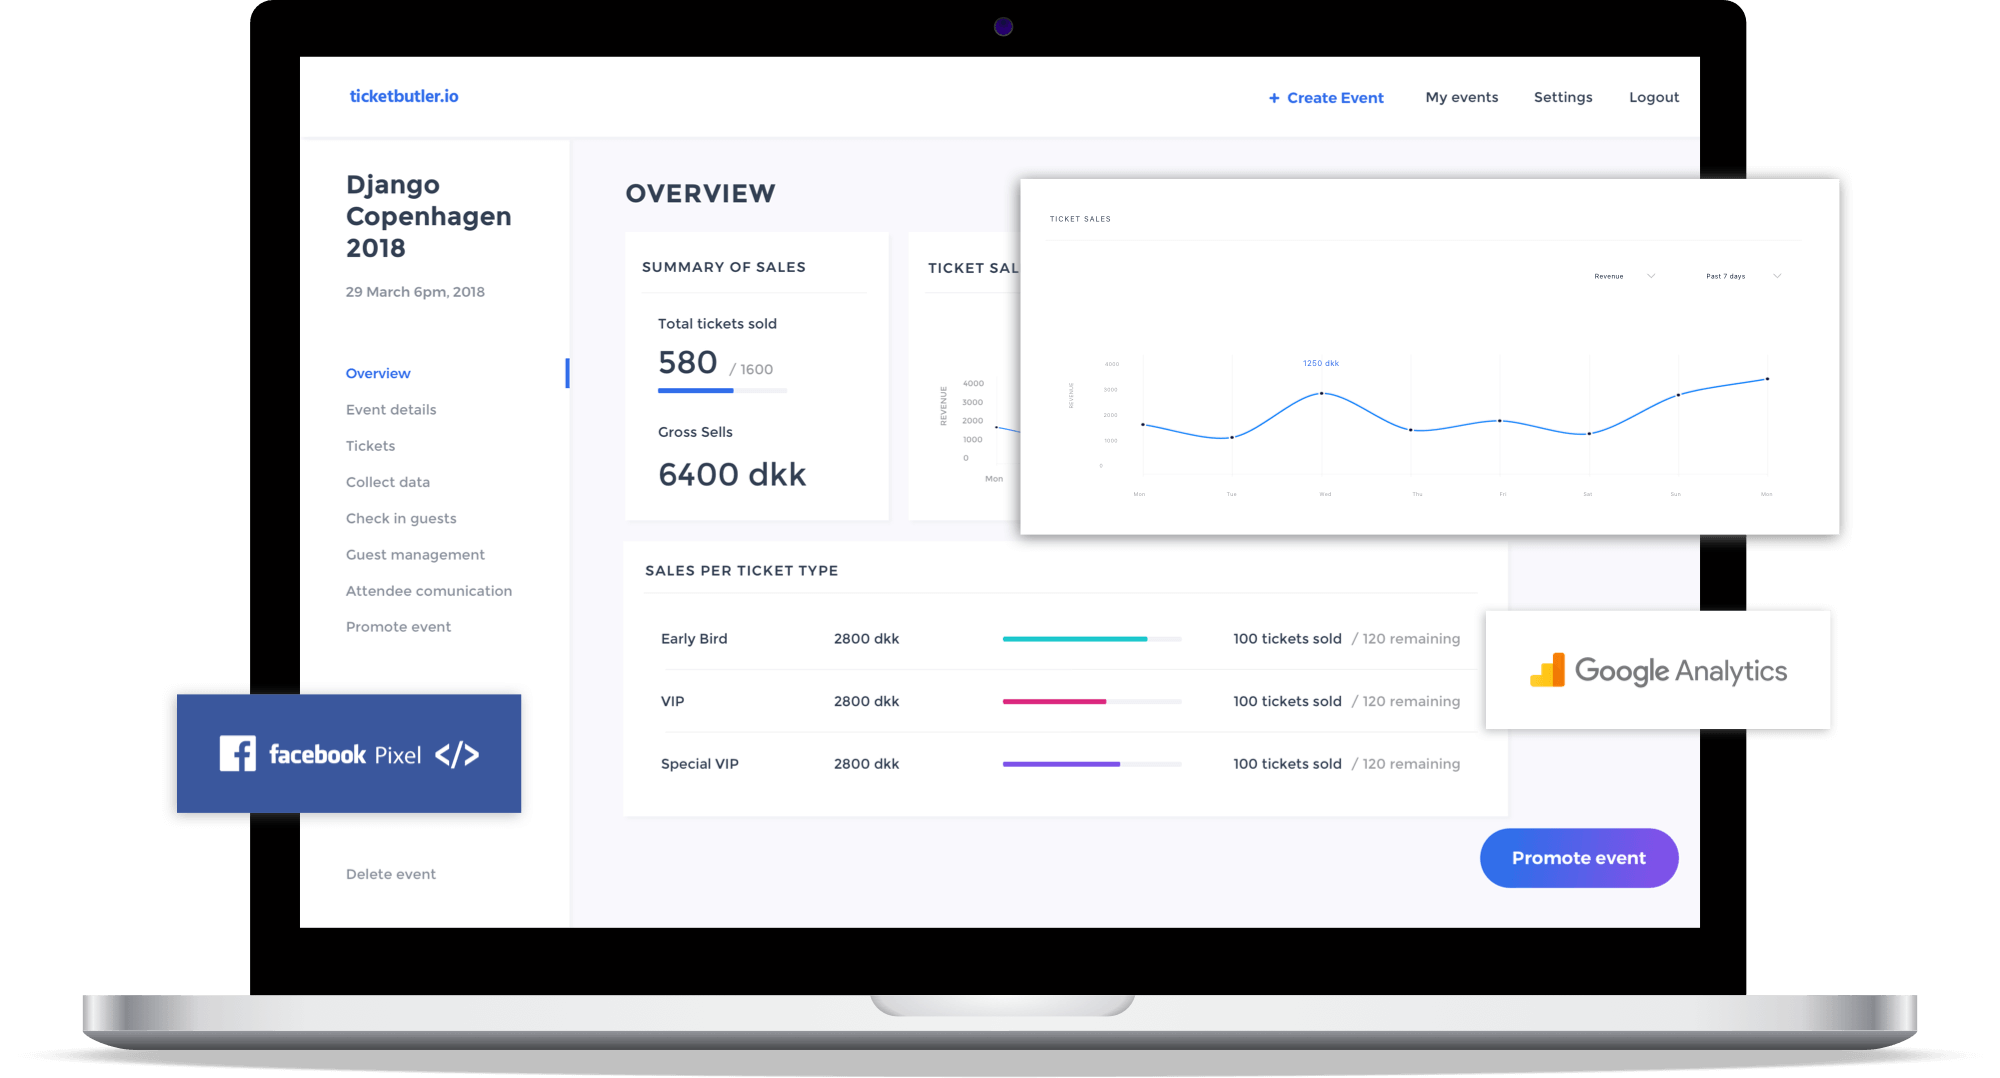 ticketbutler.io
+ Create Event
My events
Settings
Logout
Django
Copenhagen
2018
29 March 6pm, 2018
Overview
Event details
Tickets
Collect data
Check in guests
Guest management
Attendee comunication
Promote event
Delete event
facebook Pixel </>
OVERVIEW
SUMMARY OF SALES
Total tickets sold
580 / 1600
Gross Sells
6400 dkk
TICKET SAL
REVENUE
4000
3000
2000
1000
0
Mon
TICKET SALES
Revenue
Past 7 days
1250 dkk
REVENUE
4000
3000
2000
1000
0
Mon Tue Wed Thu Fri Sat Sun Mon
SALES PER TICKET TYPE
Early Bird 2800 dkk 100 tickets sold / 120 remaining
VIP 2800 dkk 100 tickets sold / 120 remaining
Special VIP 2800 dkk 100 tickets sold / 120 remaining
Google Analytics
Promote event